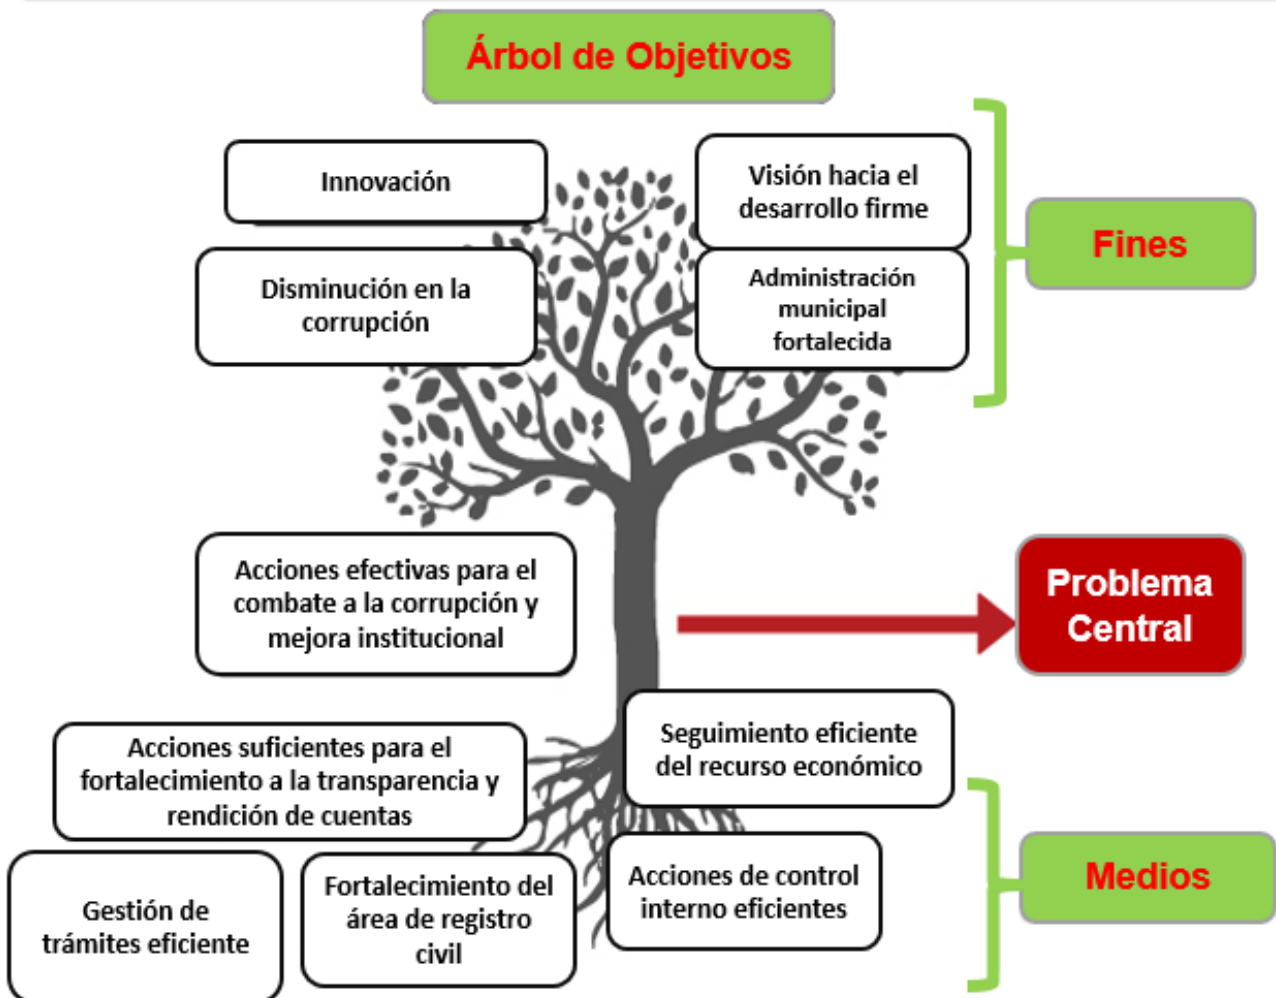 Árbol de Objetivos
Innovación
Visión hacia el
desarrollo firme
Fines
Disminución en la
corrupción
Administración
municipal
fortalecida
Acciones efectivas para el
combate a la corrupción y
mejora institucional
Problema
Central
Acciones suficientes para el
fortalecimiento a la transparencia y
rendición de cuentas
Seguimiento eficiente
del recurso económico
Gestión de
trámites eficiente
Fortalecimiento del
área de registro
civil
Acciones de control
interno eficientes
Medios